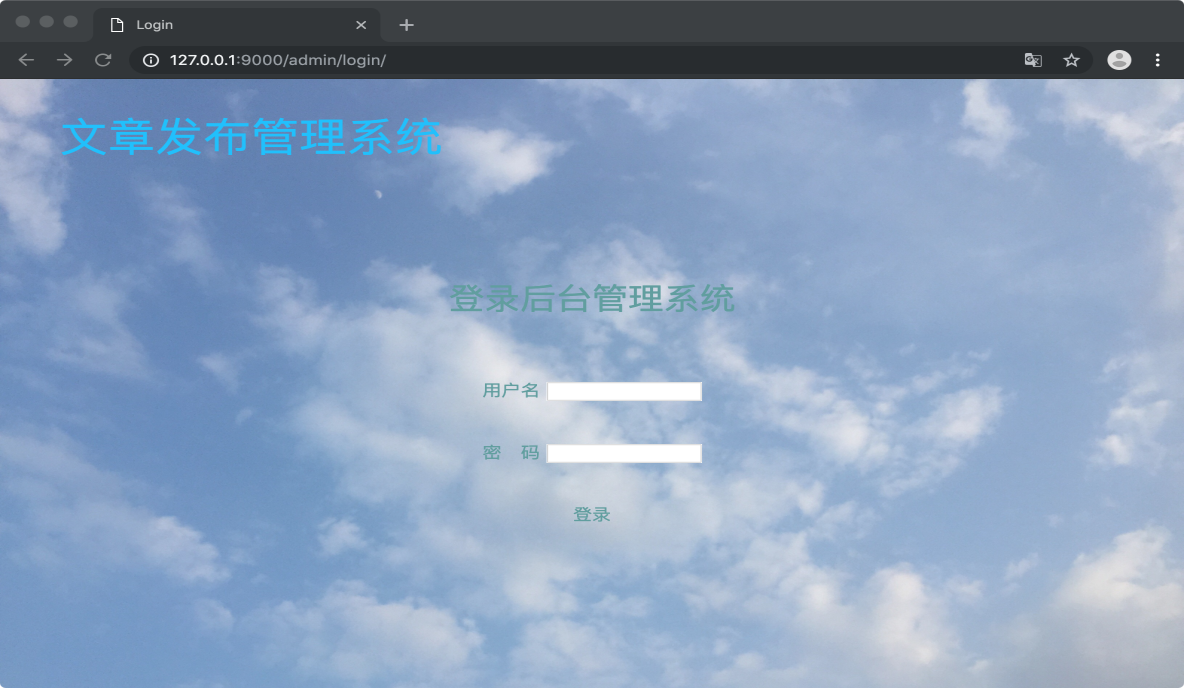 Login
127.0.0.1:9000/admin/login/
文章发布管理系统
登录后台管理系统
用户名
密 码
登录